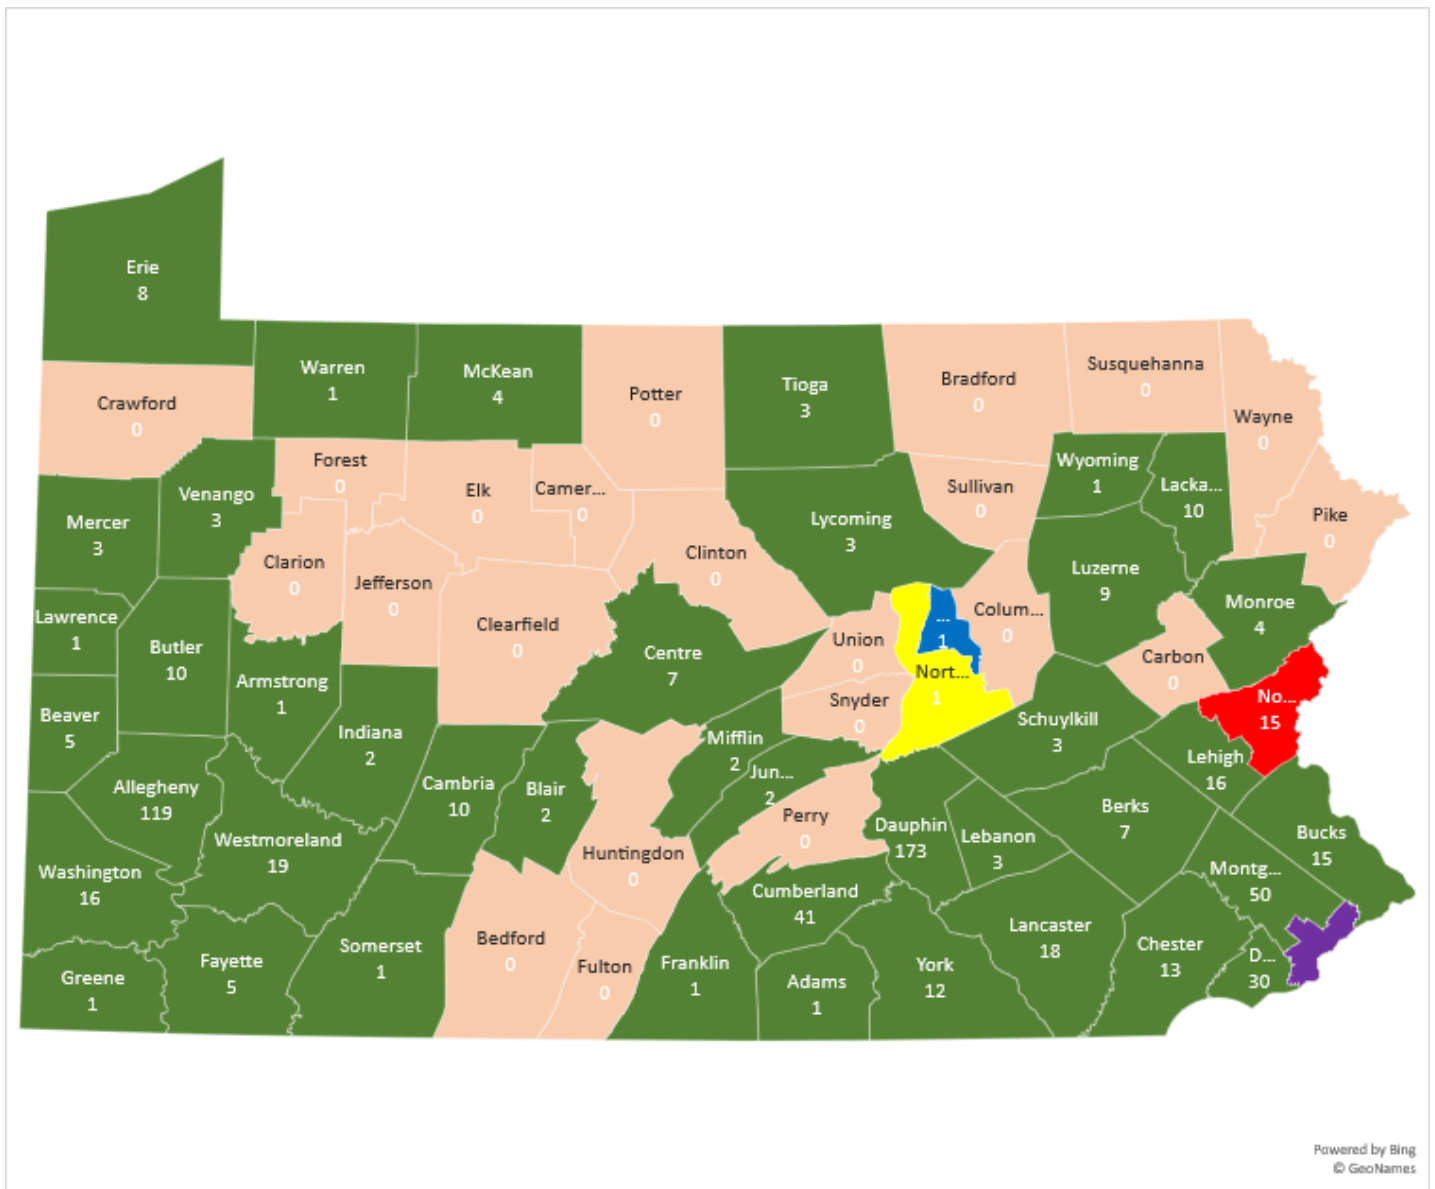 Erie
8
Warren
1
McKean
4
Potter
0
Tioga
3
Bradford
0
Susquehanna
0
Wayne
0
Crawford
0
Forest
0
Elk
0
Camer...
0
Sullivan
0
Wyoming
1
Lacka...
10
Pike
0
Mercer
3
Venango
3
Lycoming
3
Clarion
0
Jefferson
0
Clinton
0
Luzerne
9
Monroe
4
Lawrence
1
Butler
10
Clearfield
0
Centre
7
Union
0
...
1
Colum...
0
Carbon
0
Armstrong
1
Nort...
1
Snyder
0
No...
15
Beaver
5
Indiana
2
Mifflin
2
Schuylkill
3
Lehigh
16
Allegheny
119
Cambria
10
Blair
2
Jun...
2
Perry
0
Dauphin
173
Lebanon
3
Berks
7
Bucks
15
Westmoreland
19
Huntingdon
0
Washington
16
Cumberland
41
Montg...
50
Lancaster
18
Chester
13
D...
30
Somerset
1
Bedford
0
Fulton
0
Franklin
1
Adams
1
York
12
Greene
1
Fayette
5
Powered by Bing
© GeoNames